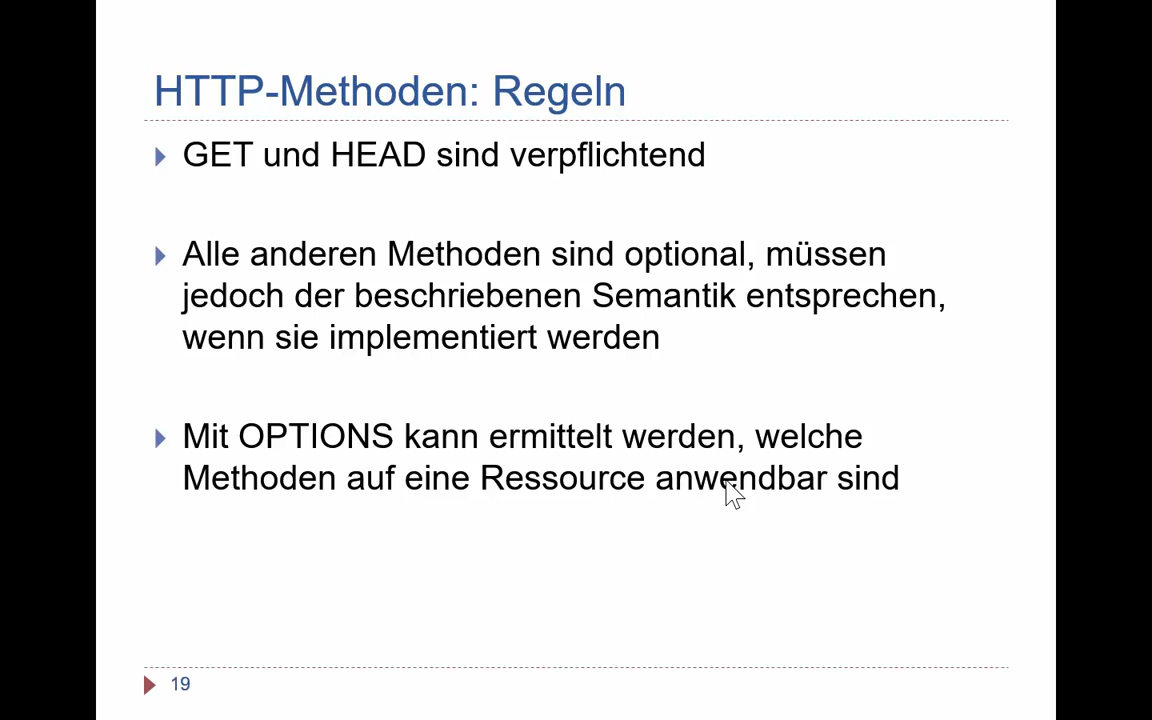 HTTP-Methoden: Regeln
GET und HEAD sind verpflichtend
Alle anderen Methoden sind optional, müssen
jedoch der beschriebenen Semantik entsprechen,
wenn sie implementiert werden
Mit OPTIONS kann ermittelt werden, welche
Methoden auf eine Ressource anwendbar sind
19